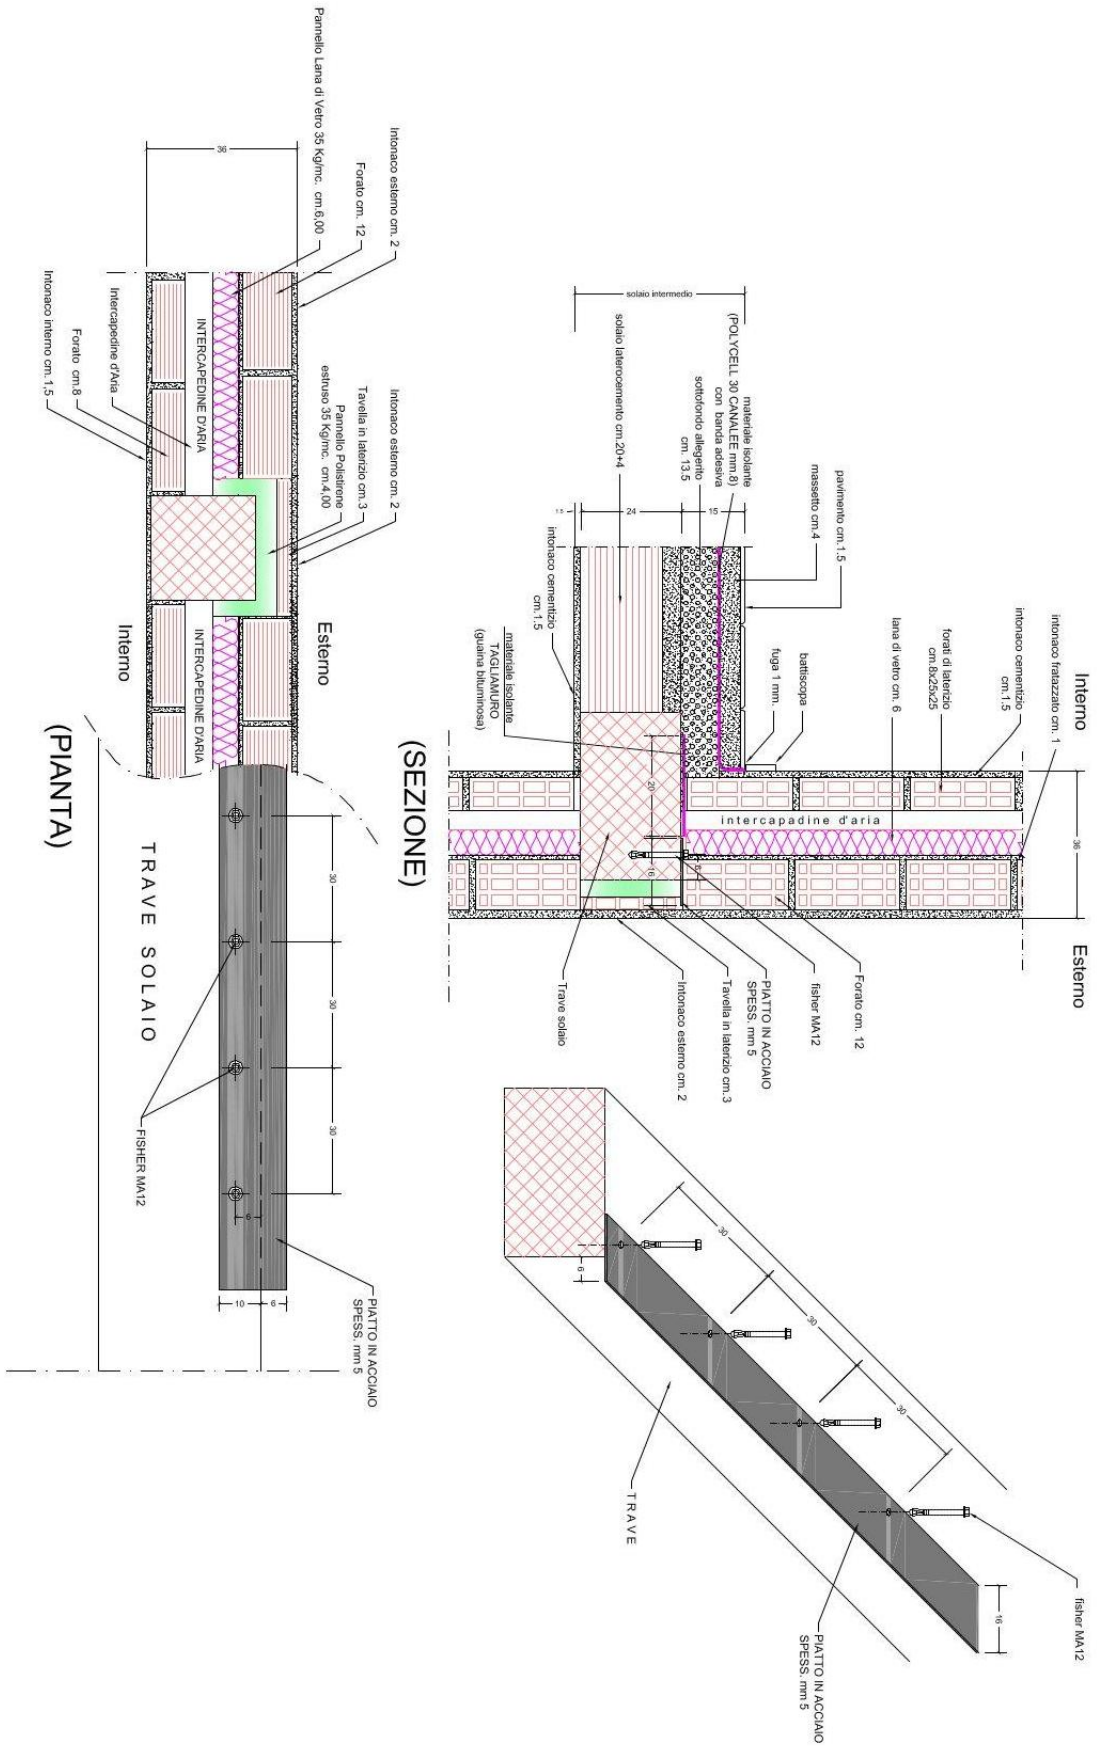 Interno
Esterno
intonaco fratazzato cm. 1
intonaco cementizio
cm.1.5
forati di laterizio
cm.8x25x25
lana di vetro cm. 6
battiscopa
fuga 1 mm.
pavimento cm.1.5
massetto cm.4
materiale isolante
(POLYCELL 30 CANALEE mm.8)
con banda adesiva
sottofondo allegerito
cm. 13.5
solaio laterocemento cm.20+4
solaio intermedio
15
24
intonaco cementizio
cm.1.5
materiale isolante
TAGLIAMURO
(guaina bituminosa)
intercapadine d'aria
36
20
16
6
Forato cm. 12
fisher MA12
PIATTO IN ACCIAIO
SPESS. mm 5
Tavella in laterizio cm.3
Intonaco esterno cm. 2
Trave solaio
(SEZIONE)
fisher MA12
30
30
30
6
16
TRAVE
PIATTO IN ACCIAIO
SPESS. mm 5
Intonaco esterno cm. 2
Forato cm. 12
Pannello Lana di Vetro 35 Kg/mc. cm.6,00
36
Intonaco esterno cm. 2
Tavella in laterizio cm.3
Pannello Polistirene
estruso 35 Kg/mc. cm.4,00
INTERCAPEDINE D'ARIA
INTERCAPEDINE D'ARIA
Intercapedine d'Aria
Forato cm.8
Intonaco interno cm. 1,5
Esterno
Interno
(PIANTA)
TRAVE SOLAIO
30
30
30
6
10
6
FISHER MA12
PIATTO IN ACCIAIO
SPESS. mm 5